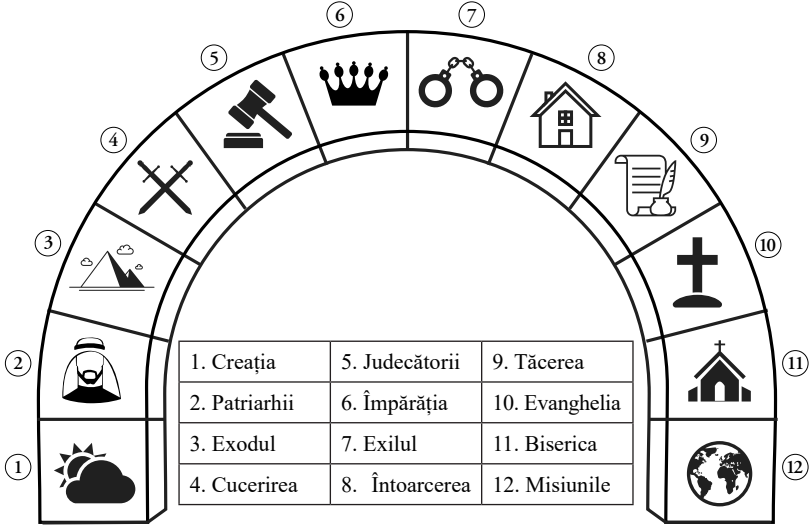 6
7
5
8
4
9
3
10
2
11
1
12
1. Creația
5. Judecătorii
9. Tăcerea
2. Patriarhii
6. Împărăția
10. Evanghelia
3. Exodul
7. Exilul
11. Biserica
4. Cucerirea
8. Întoarcerea
12. Misiunile